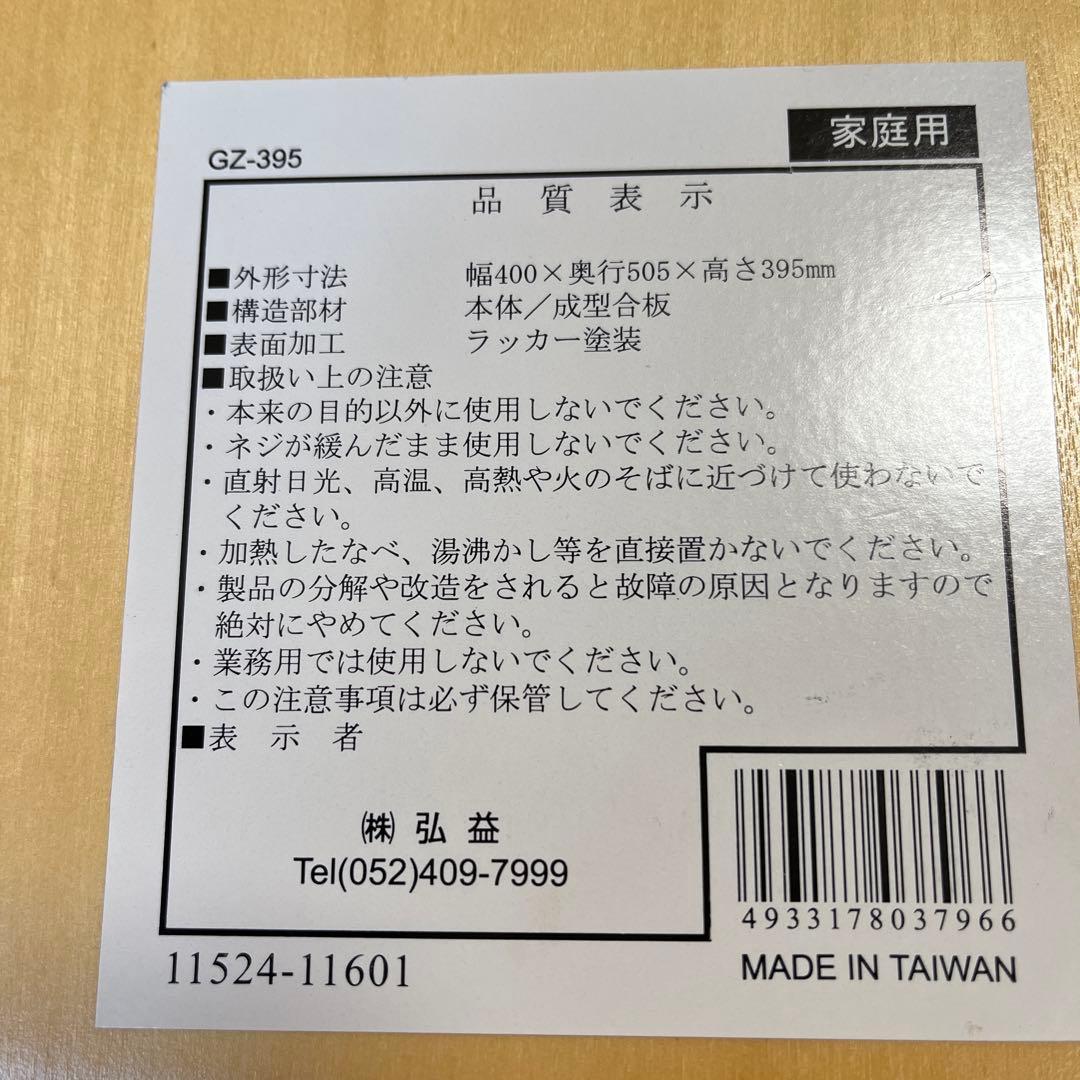 家庭用
GZ-395
品質表示
■外形寸法 幅400×奥行505×高さ395mm
■構造部材 本体／成型合板
■表面加工 ラッカー塗装
■取扱い上の注意
・本来の目的以外に使用しないでください。
・ネジが緩んだまま使用しないでください。
・直射日光、高温、高熱や火のそばに近づけて使わないで
ください。
・加熱したなべ、湯沸かし等を直接置かないでください。
・製品の分解や改造をされると故障の原因となりますので
絶対にやめてください。
・業務用では使用しないでください。
・この注意事項は必ず保管してください。
■表示者
㈱弘益
Tel(052)409-7999
4933178037966
11524-11601
MADE IN TAIWAN